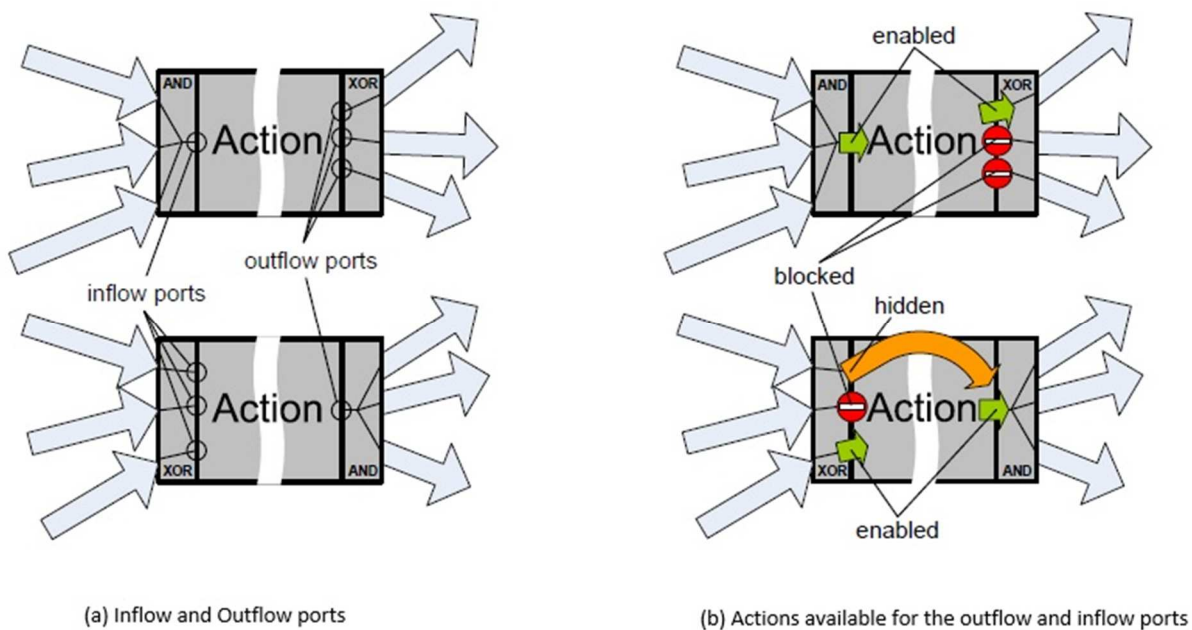 AND
XOR
Action
outflow ports
inflow ports
Action
XOR
AND
(a) Inflow and Outflow ports
enabled
AND
XOR
Action
blocked
hidden
Action
XOR
AND
enabled
(b) Actions available for the outflow and inflow ports